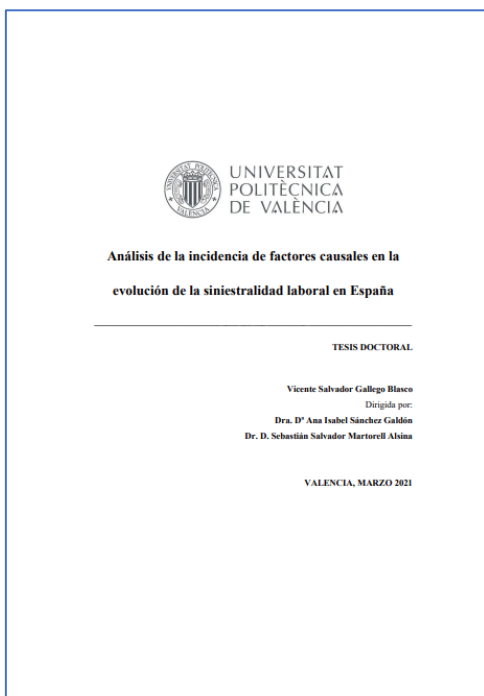 UNIVERSITAT
POLITÈCNICA
DE VALÈNCIA
Análisis de la incidencia de factores causales en la
evolución de la siniestralidad laboral en España
TESIS DOCTORAL
Vicente Salvador Gallego Blasco
Dirigida por:
Dra. Dª Ana Isabel Sánchez Galdón
Dr. D. Sebastián Salvador Martorell Alsina
VALENCIA, MARZO 2021